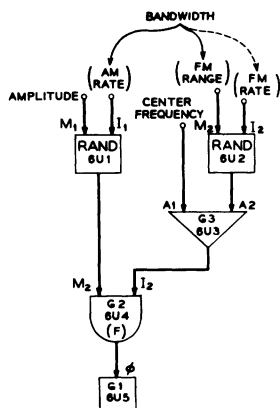 BANDWIDTH
(AM RATE)
(FM RANGE)
(FM RATE)
AMPLITUDE
CENTER FREQUENCY
M1 I1
M2 I2
RAND 6U1
RAND 6U2
A1 A2
G3 6U3
M2 I2
G2 6U4 (F)
φ
G1 6U5